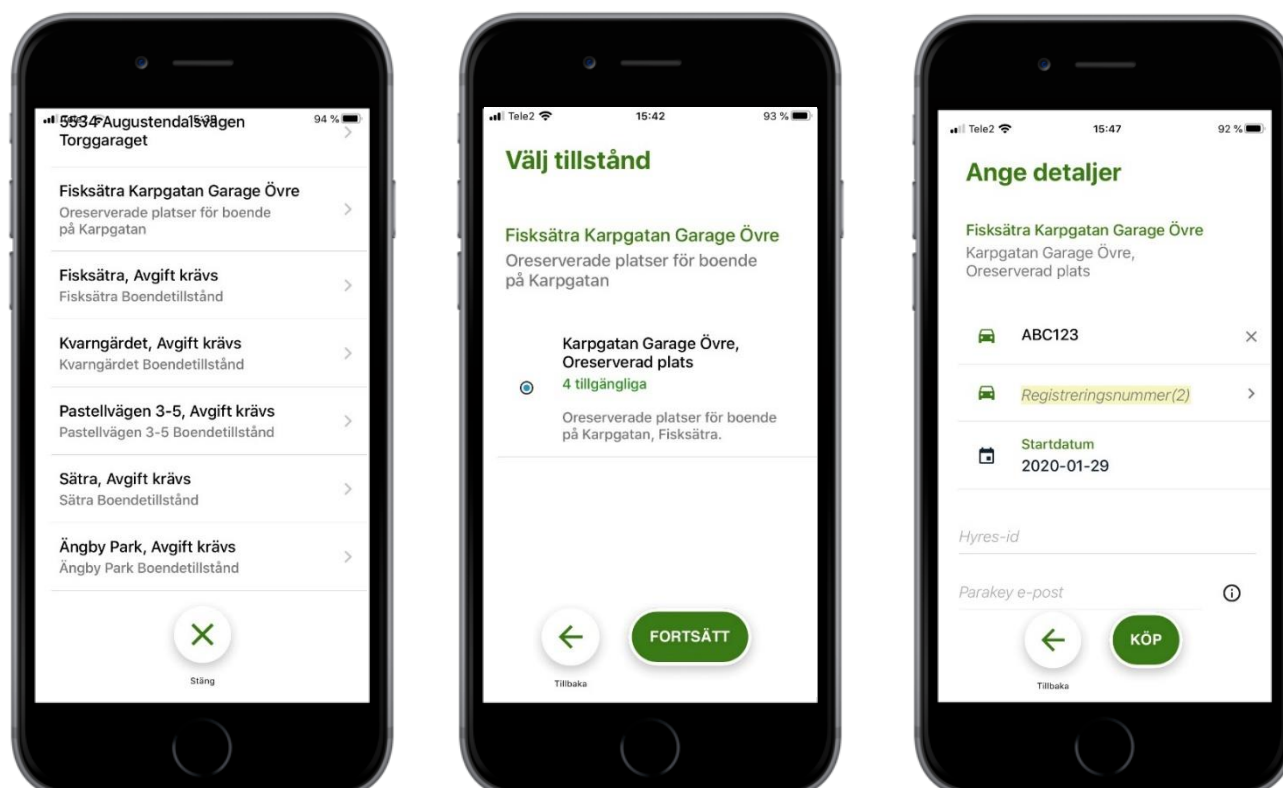 Tele2 15:39 94 %
5534 Augustendalsvägen
Torggaraget
Fisksätra Karpgatan Garage Övre
Oreserverade platser för boende
på Karpgatan
Fisksätra, Avgift krävs
Fisksätra Boendetillstånd
Kvarngärdet, Avgift krävs
Kvarngärdet Boendetillstånd
Pastellvägen 3-5, Avgift krävs
Pastellvägen 3-5 Boendetillstånd
Sätra, Avgift krävs
Sätra Boendetillstånd
Ängby Park, Avgift krävs
Ängby Park Boendetillstånd
Stäng
Tele2 15:42 93 %
Välj tillstånd
Fisksätra Karpgatan Garage Övre
Oreserverade platser för boende
på Karpgatan
Karpgatan Garage Övre,
Oreserverad plats
4 tillgängliga
Oreserverade platser för boende
på Karpgatan, Fisksätra.
FORTSÄTT
Tillbaka
Tele2 15:47 92 %
Ange detaljer
Fisksätra Karpgatan Garage Övre
Karpgatan Garage Övre,
Oreserverad plats
ABC123
Registreringsnummer(2)
Startdatum
2020-01-29
Hyres-id
Parakey e-post
KÖP
Tillbaka